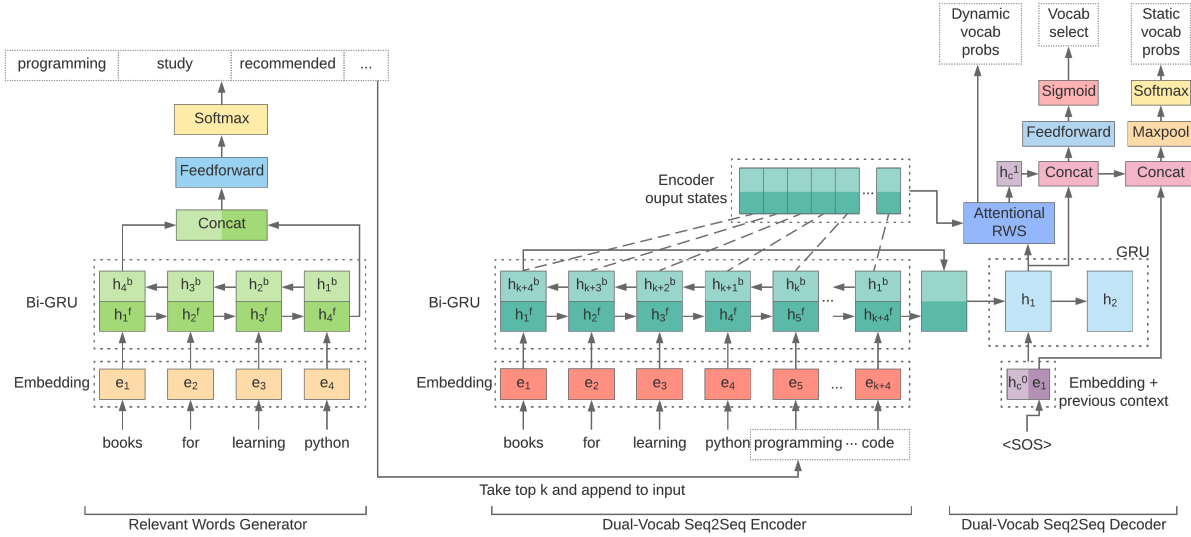 programming study recommended ...
Softmax
Feedforward
Concat
Bi-GRU
h4b h3b h2b h1b
h1f h2f h3f h4f
Embedding
e1 e2 e3 e4
books for learning python
Relevant Words Generator
Take top k and append to input
Encoder
ouput states
...
Bi-GRU
hk+4b hk+3b hk+2b hk+1b hkb h1b
h1f h2f h3f h4f h5f ... hk+4f
Embedding
e1 e2 e3 e4 e5 ... ek+4
books for learning python programming ... code
Dual-Vocab Seq2Seq Encoder
Dynamic
vocab
probs
Vocab
select
Static
vocab
probs
Sigmoid
Softmax
Feedforward
Maxpool
hc1
Concat
Concat
Attentional
RWS
GRU
h1
h2
hc0 e1
Embedding +
previous context
<SOS>
Dual-Vocab Seq2Seq Decoder